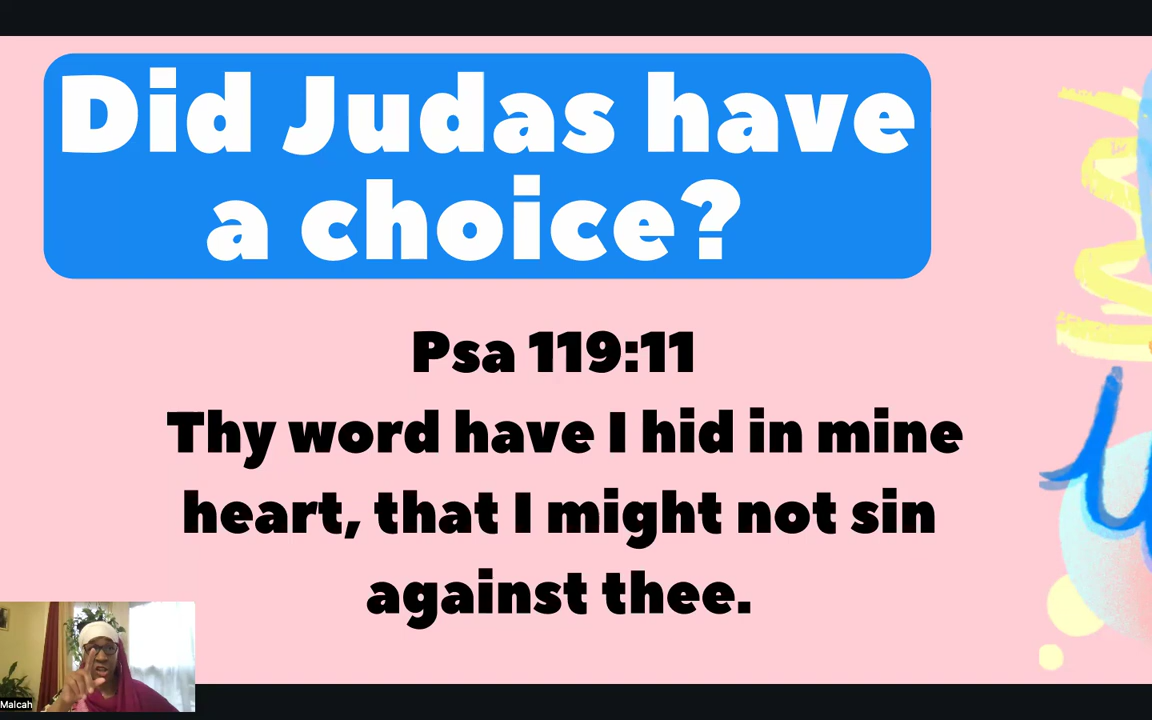 Did Judas have
a choice?
Psa 119:11
Thy word have I hid in mine
heart, that I might not sin
against thee.
Malcah